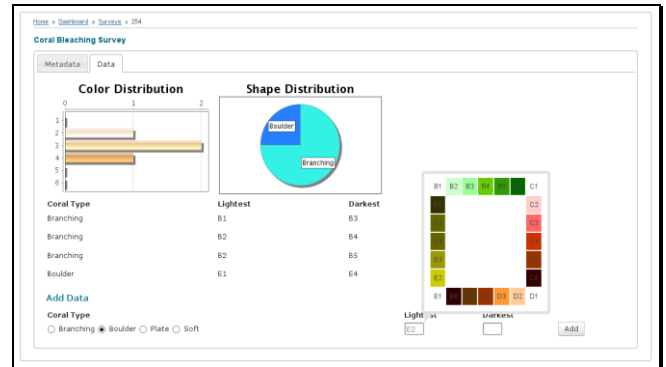 Home » Dashboard » Surveys » 254
Coral Bleaching Survey
Metadata Data
Color Distribution
0 1 2
1
2
3
4
5
6
Shape Distribution
Boulder
Branching
Coral Type Lightest Darkest
Branching B1 B3
Branching B2 B4
Branching B2 B5
Boulder E1 E4
B1 B2 B3 B4 C1
C2
C3
E3
E2
E1 D3 D2 D1
Add Data
Coral Type Darkest
Branching Boulder Plate Soft
E2 Add